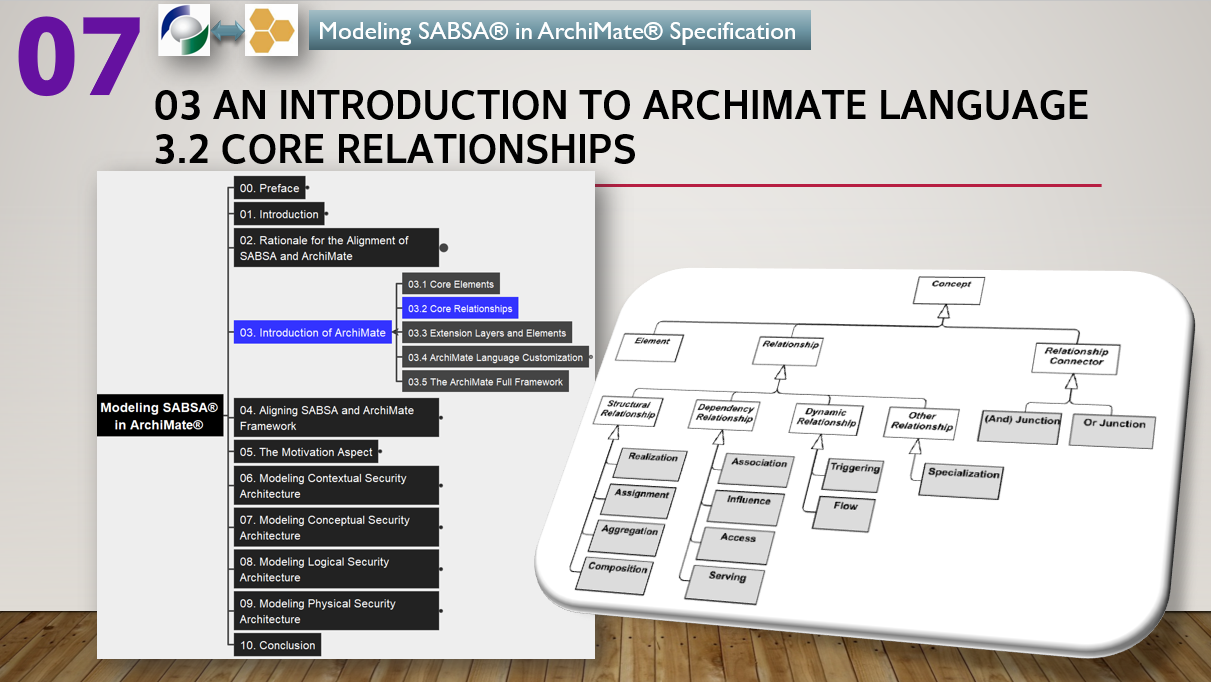 07
Modeling SABSA® in ArchiMate® Specification
03 AN INTRODUCTION TO ARCHIMATE LANGUAGE
3.2 CORE RELATIONSHIPS
Modeling SABSA®
in ArchiMate®
00. Preface
01. Introduction
02. Rationale for the Alignment of
SABSA and ArchiMate
03. Introduction of ArchiMate
03.1 Core Elements
03.2 Core Relationships
03.3 Extension Layers and Elements
03.4 ArchiMate Language Customization
03.5 The ArchiMate Full Framework
04. Aligning SABSA and ArchiMate
Framework
05. The Motivation Aspect
06. Modeling Contextual Security
Architecture
07. Modeling Conceptual Security
Architecture
08. Modeling Logical Security
Architecture
09. Modeling Physical Security
Architecture
10. Conclusion
Concept
Element
Relationship
Relationship
Connector
Structural
Relationship
Dependency
Relationship
Dynamic
Relationship
Other
Relationship
(And) Junction
Or Junction
Realization
Assignment
Aggregation
Composition
Association
Influence
Access
Serving
Triggering
Flow
Specialization